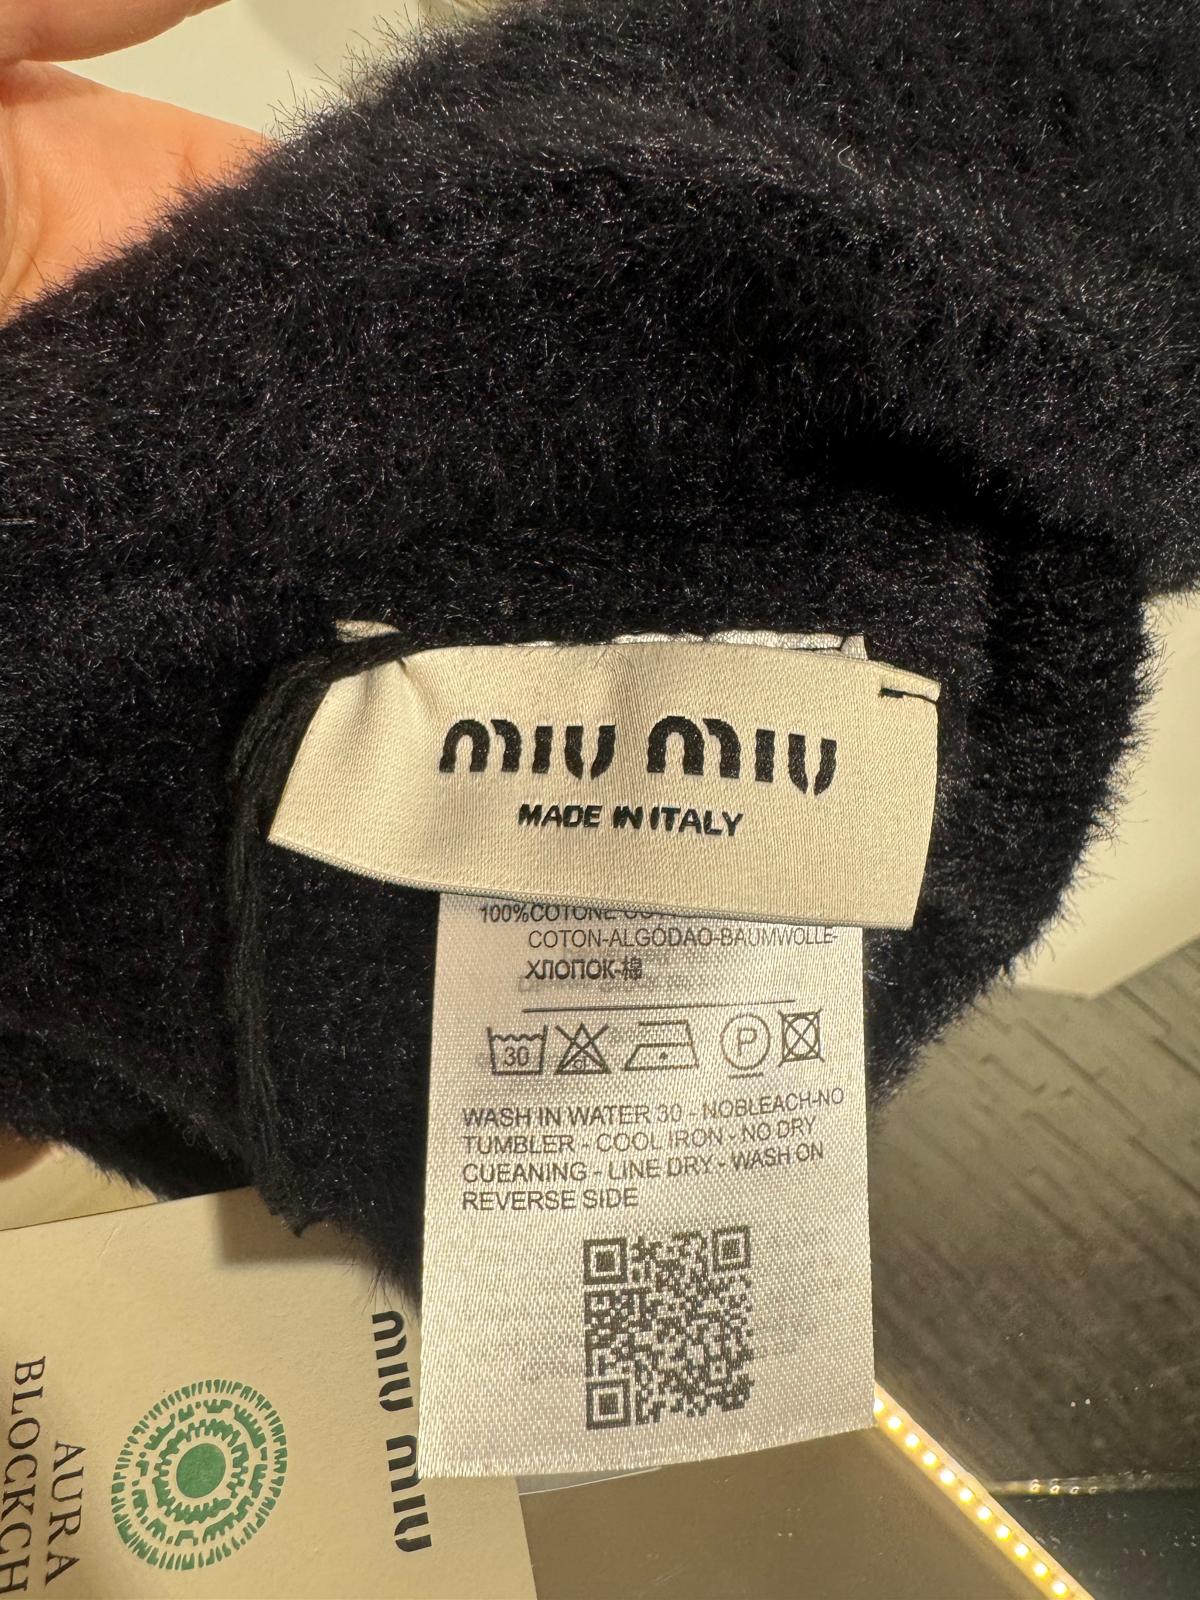 miu miu
MADE IN ITALY
100%COTONE
COTON-ALGODAO-BAUMWOLLE-
ХЛОПОК-棉
30
P
WASH IN WATER 30 - NOBLEACH-NO
TUMBLER - COOL IRON - NO DRY
CUEANING - LINE DRY - WASH ON
REVERSE SIDE
miu miu
AURA
BLOCKCH